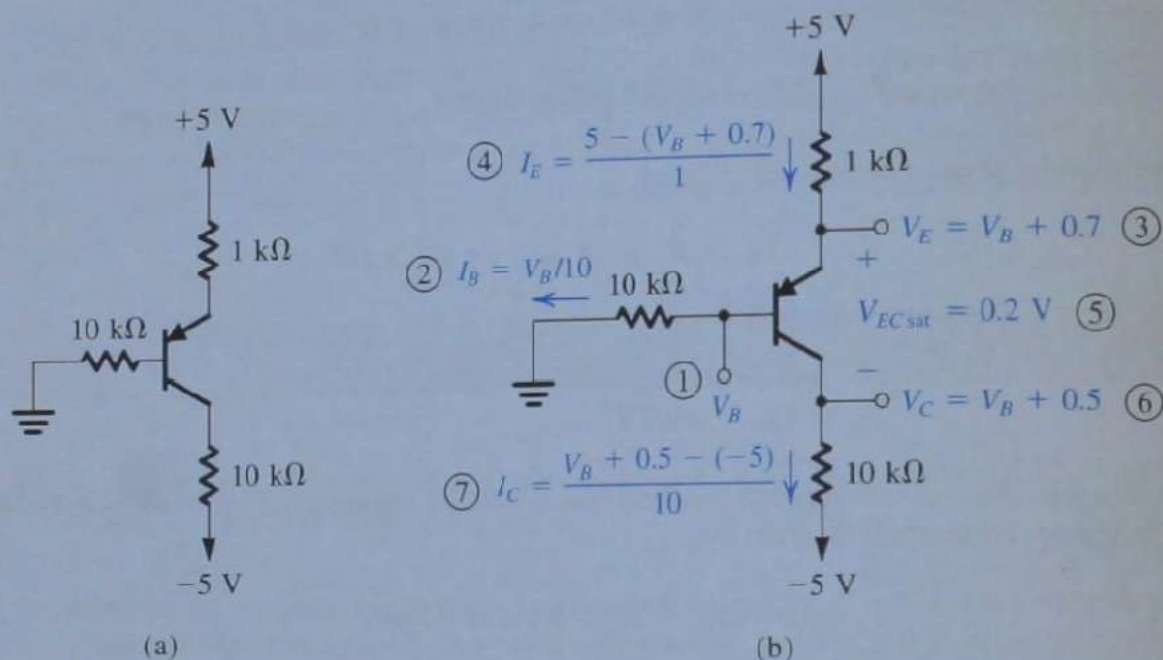 +5 V
1 kΩ
10 kΩ
10 kΩ
−5 V
(a)
+5 V
④ I_E = (5 − (V_B + 0.7)) / 1
1 kΩ
V_E = V_B + 0.7 ③
② I_B = V_B/10
10 kΩ
+
V_EC sat = 0.2 V ⑤
−
① V_B
V_C = V_B + 0.5 ⑥
⑦ I_C = (V_B + 0.5 − (−5)) / 10
10 kΩ
−5 V
(b)